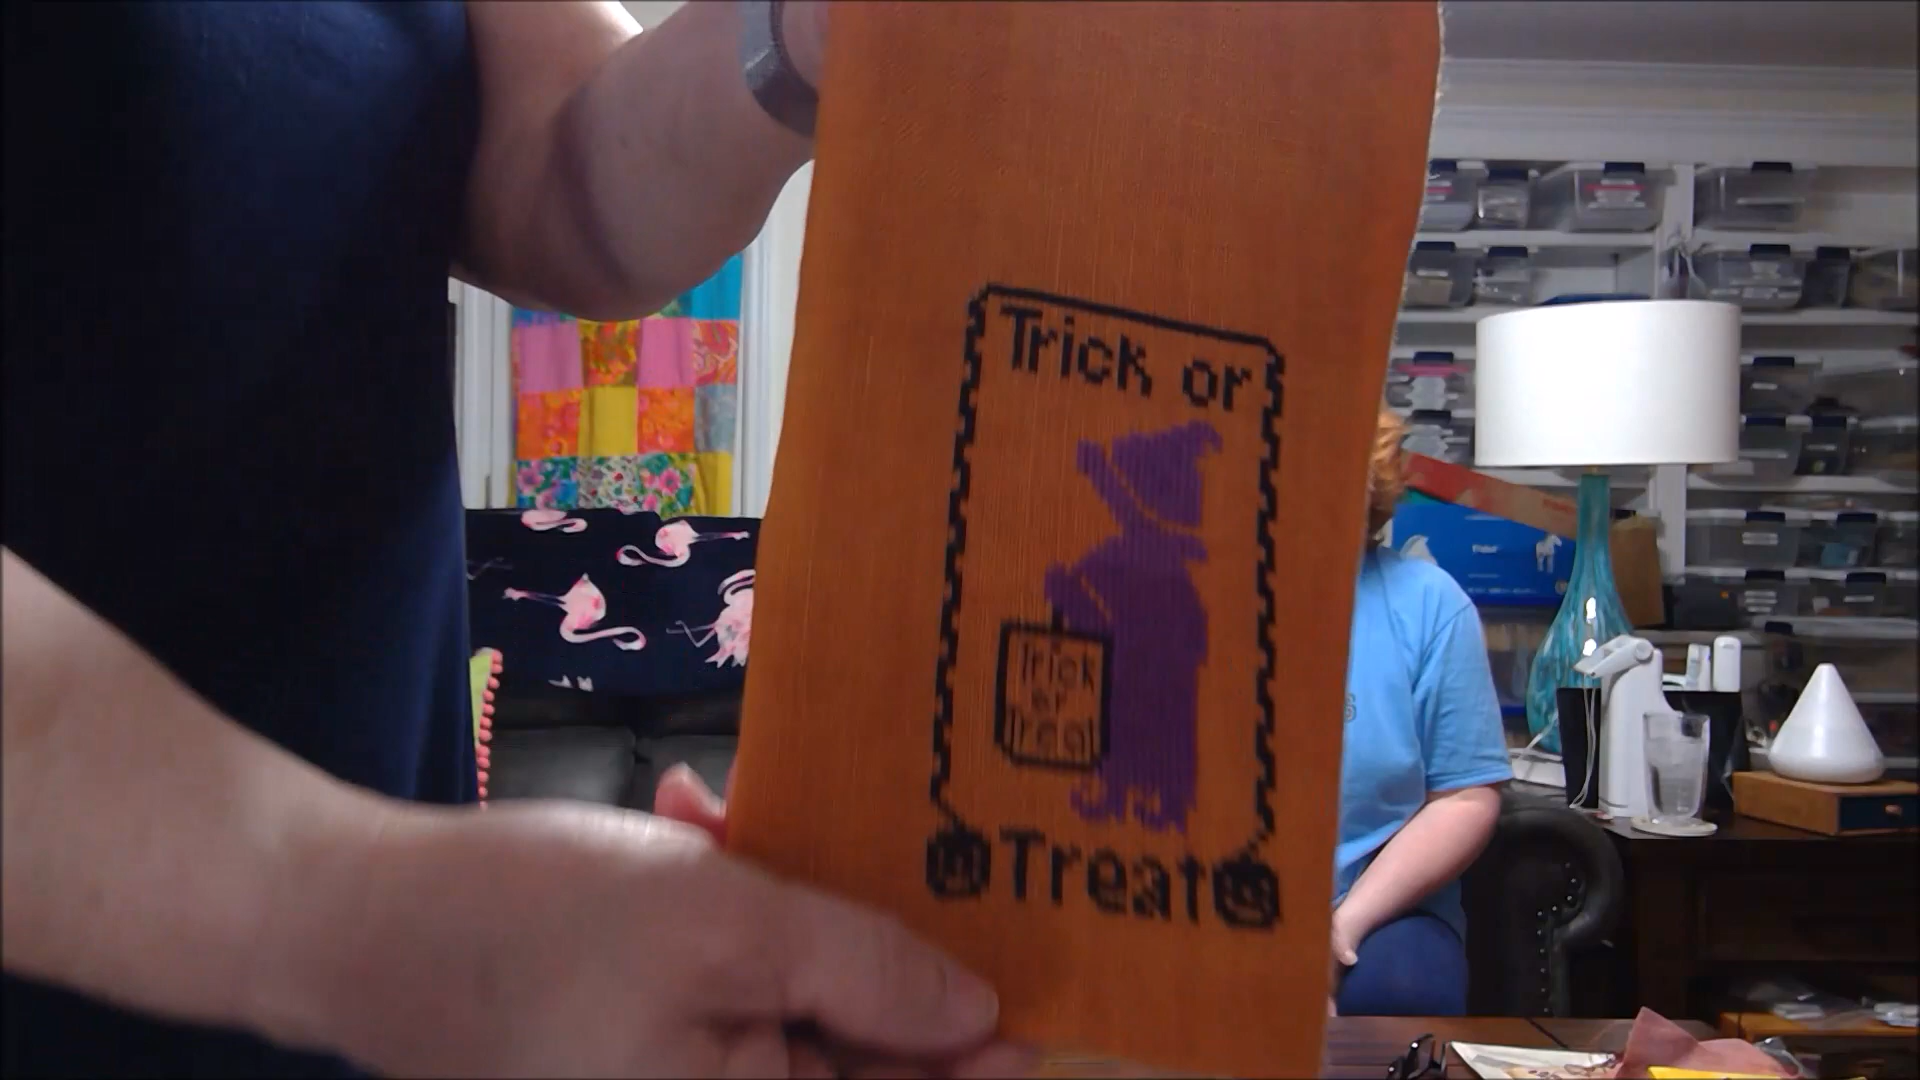 Trick or
Trick
or
Treat
Treat